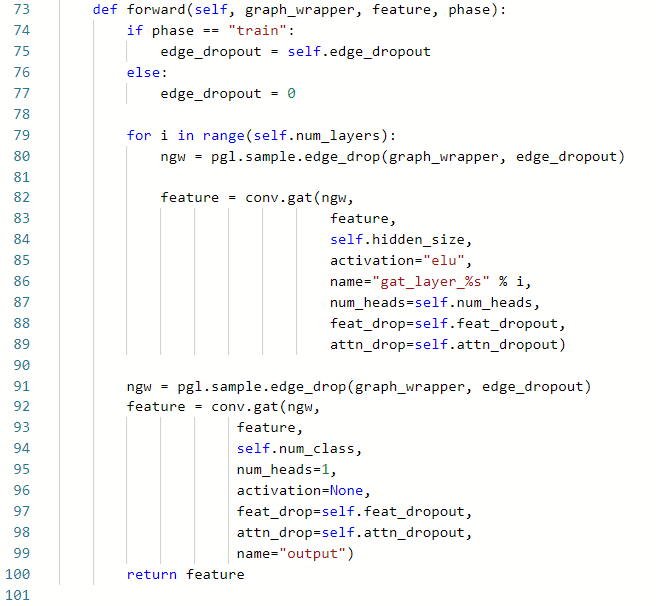 73 def forward(self, graph_wrapper, feature, phase):
74 if phase == "train":
75 edge_dropout = self.edge_dropout
76 else:
77 edge_dropout = 0
78
79 for i in range(self.num_layers):
80 ngw = pgl.sample.edge_drop(graph_wrapper, edge_dropout)
81
82 feature = conv.gat(ngw,
83 feature,
84 self.hidden_size,
85 activation="elu",
86 name="gat_layer_%s" % i,
87 num_heads=self.num_heads,
88 feat_drop=self.feat_dropout,
89 attn_drop=self.attn_dropout)
90
91 ngw = pgl.sample.edge_drop(graph_wrapper, edge_dropout)
92 feature = conv.gat(ngw,
93 feature,
94 self.num_class,
95 num_heads=1,
96 activation=None,
97 feat_drop=self.feat_dropout,
98 attn_drop=self.attn_dropout,
99 name="output")
100 return feature
101